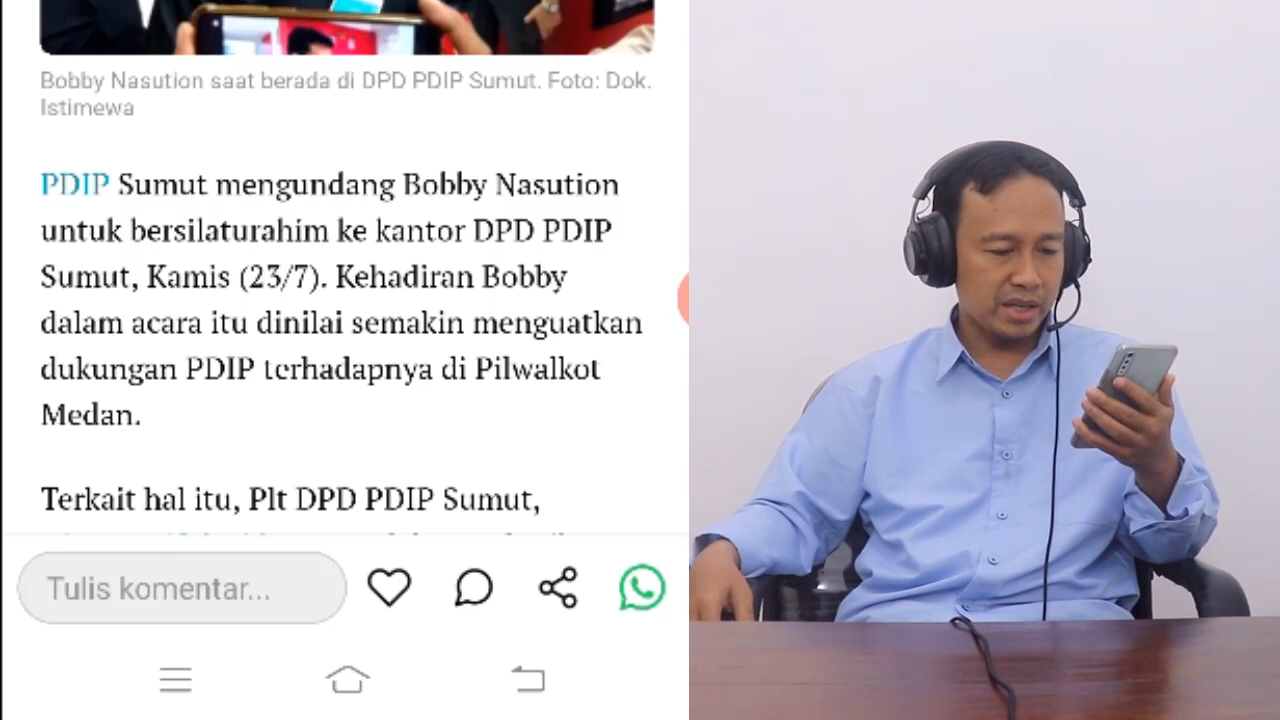 Bobby Nasution saat berada di DPD PDIP Sumut. Foto: Dok.
Istimewa
PDIP Sumut mengundang Bobby Nasution
untuk bersilaturahim ke kantor DPD PDIP
Sumut, Kamis (23/7). Kehadiran Bobby
dalam acara itu dinilai semakin menguatkan
dukungan PDIP terhadapnya di Pilwalkot
Medan.
Terkait hal itu, Plt DPD PDIP Sumut,
Tulis komentar...